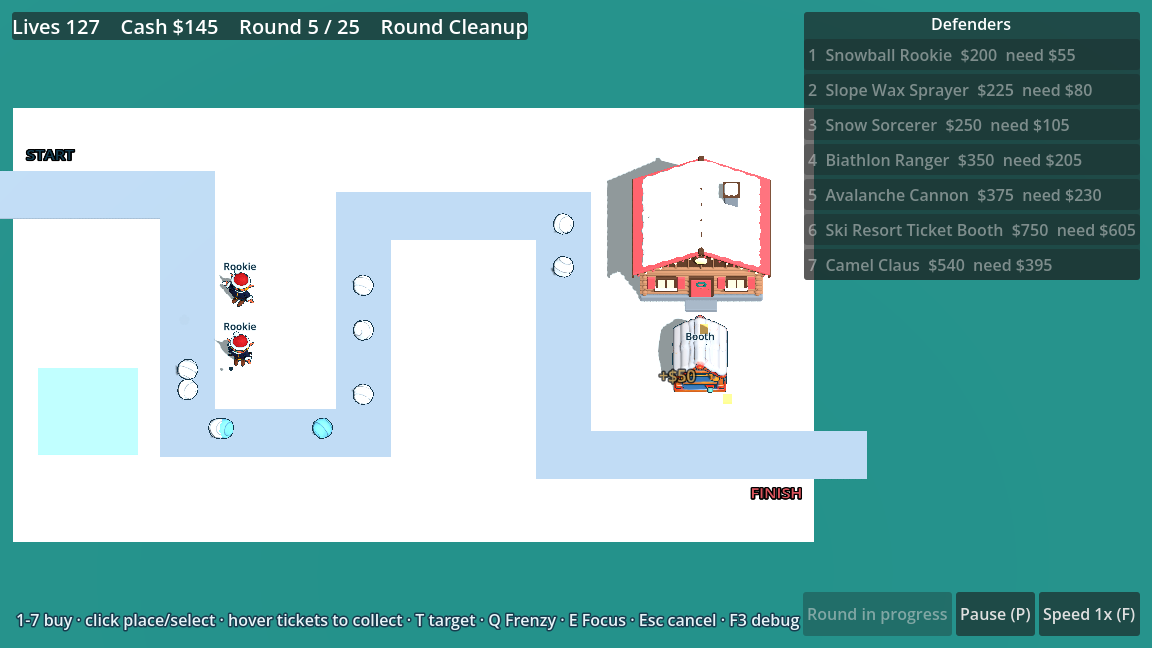 Lives 127 Cash $145 Round 5 / 25 Round Cleanup
Defenders
1 Snowball Rookie $200 need $55
2 Slope Wax Sprayer $225 need $80
3 Snow Sorcerer $250 need $105
4 Biathlon Ranger $350 need $205
5 Avalanche Cannon $375 need $230
6 Ski Resort Ticket Booth $750 need $605
7 Camel Claus $540 need $395
START
Rookie
Rookie
Booth
+$50
FINISH
1-7 buy · click place/select · hover tickets to collect · T target · Q Frenzy · E Focus · Esc cancel · F3 debug
Round in progress
Pause (P)
Speed 1x (F)